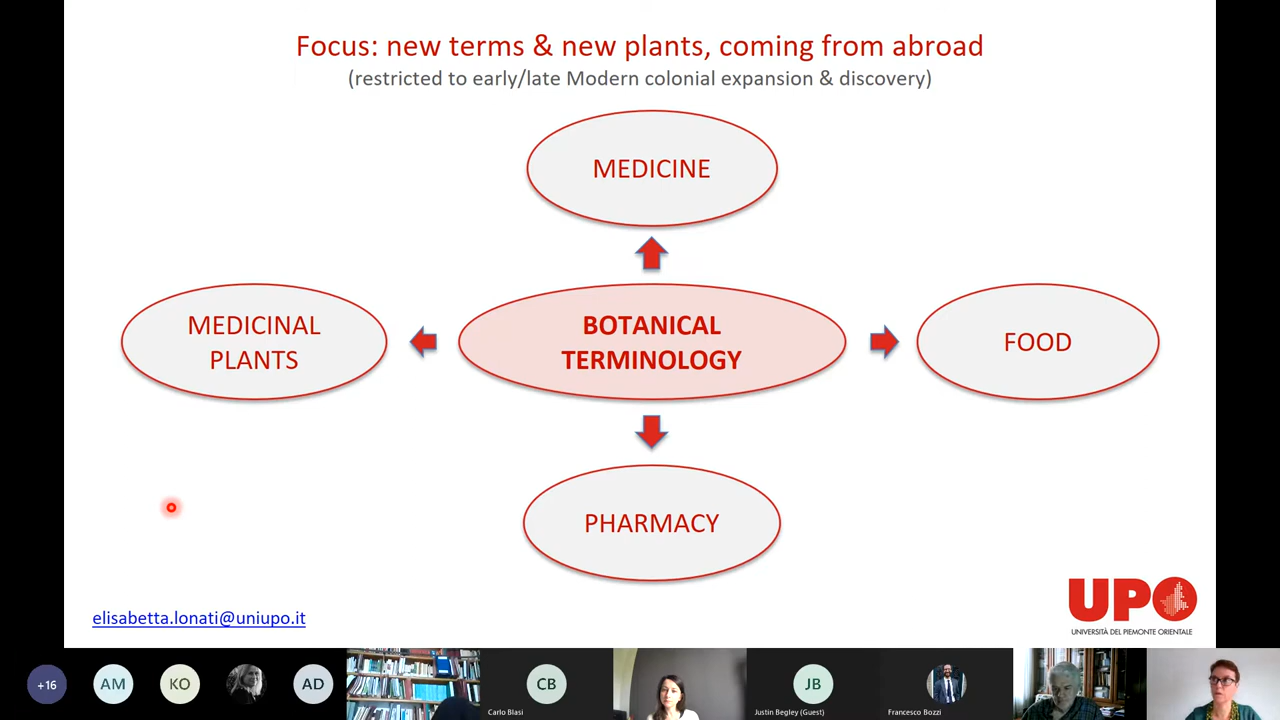 Focus: new terms & new plants, coming from abroad
(restricted to early/late Modern colonial expansion & discovery)
MEDICINE
MEDICINAL
PLANTS
BOTANICAL
TERMINOLOGY
FOOD
PHARMACY
elisabetta.lonati@uniupo.it
UPO
UNIVERSITÀ DEL PIEMONTE ORIENTALE
+16
AM
KO
AD
CB
Carlo Blasi
JB
Justin Begley (Guest)
Francesco Bozzi